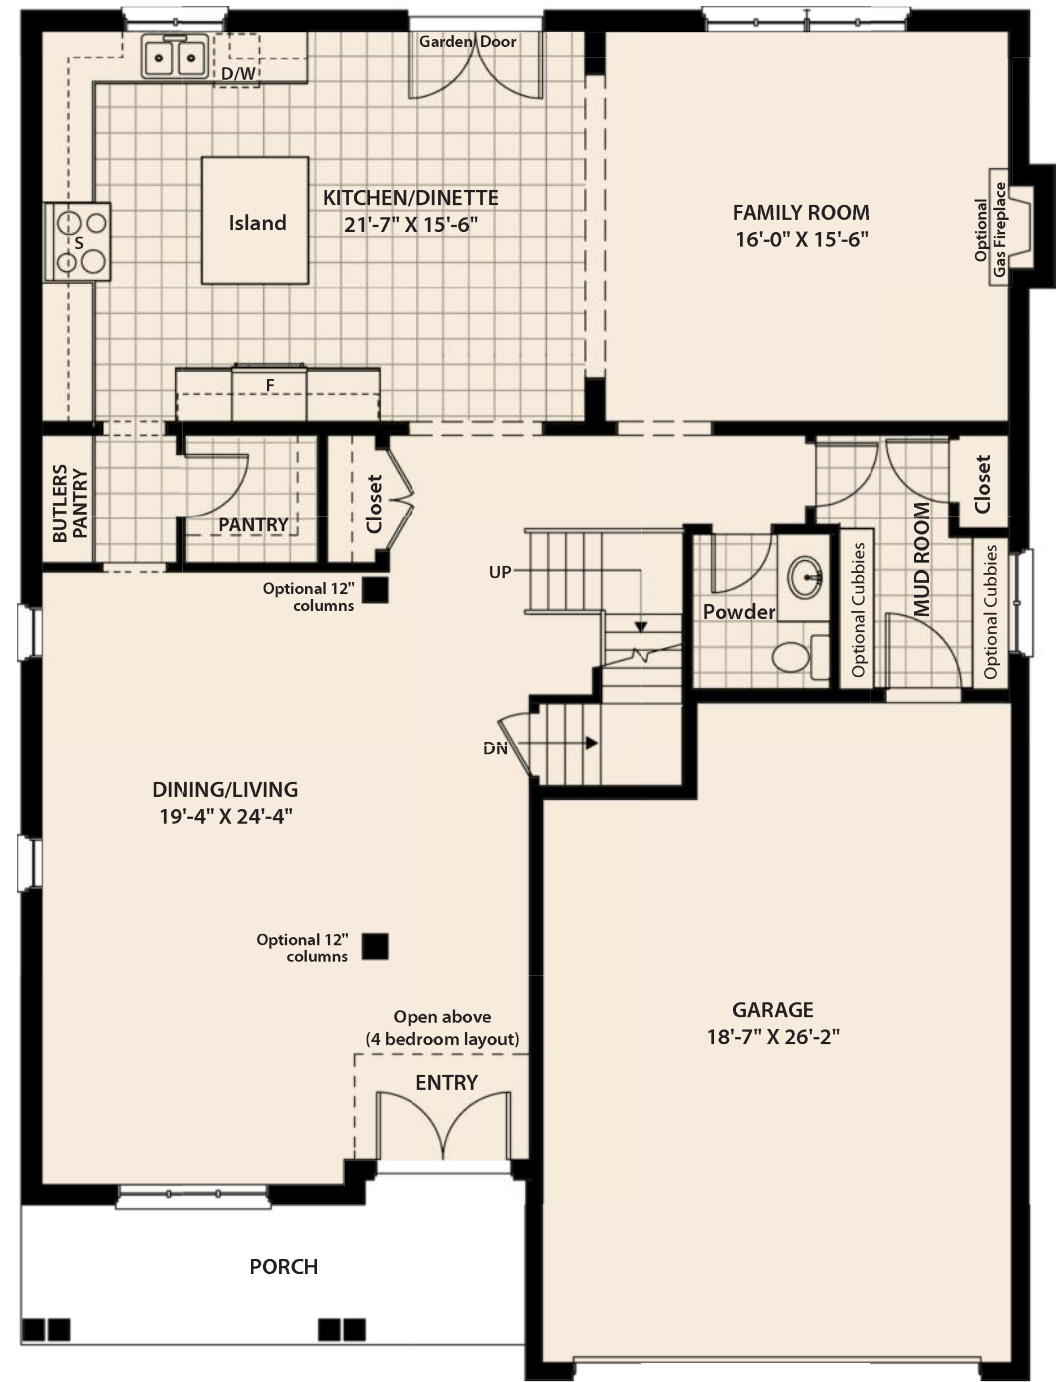 Garden Door
D/W
KITCHEN/DINETTE
21'-7" X 15'-6"
Island
S
F
FAMILY ROOM
16'-0" X 15'-6"
Optional
Gas Fireplace
BUTLERS
PANTRY
PANTRY
Closet
Closet
MUD ROOM
Optional Cubbies
Optional Cubbies
Powder
UP
Optional 12"
columns
DN
DINING/LIVING
19'-4" X 24'-4"
Optional 12"
columns
Open above
(4 bedroom layout)
ENTRY
GARAGE
18'-7" X 26'-2"
PORCH